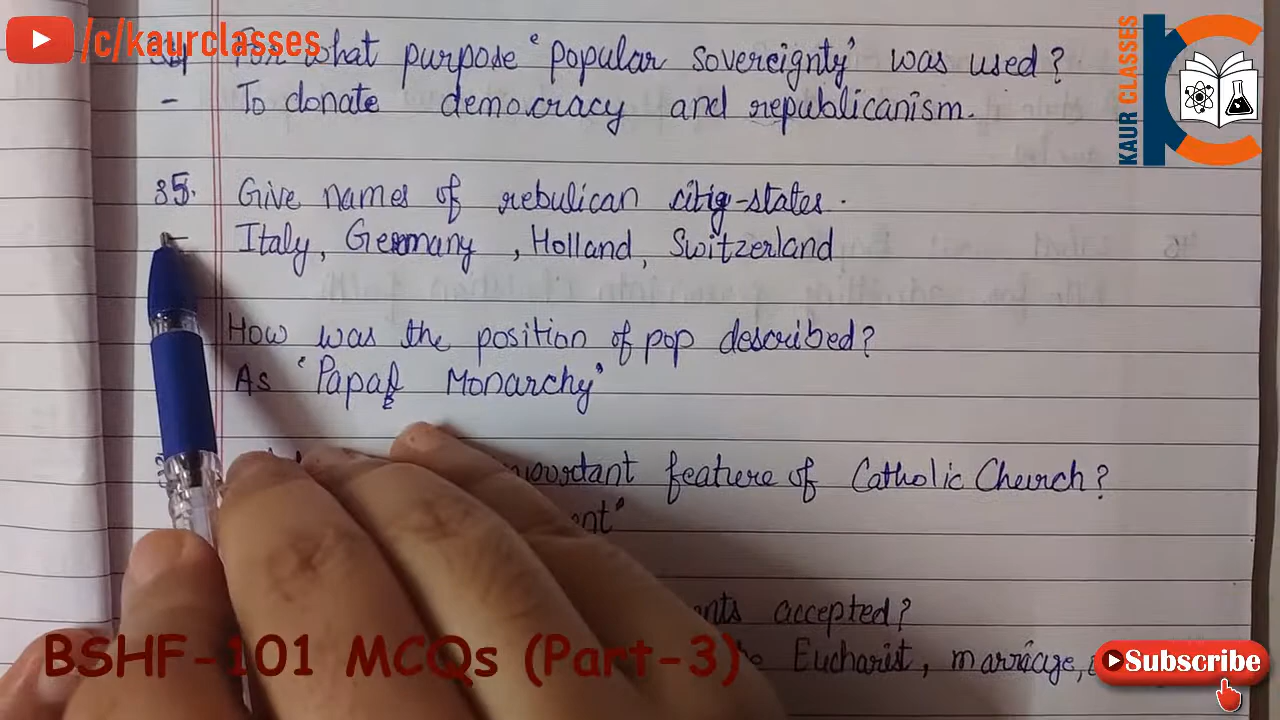 /c/kaurclasses
For what purpose 'popular sovereignty' was used?
- To donate democracy and republicanism.
KAUR CLASSES
35. Give names of rebulican citiy-states.
- Italy, Germany, Holland, Switzerland
How was the position of pop described?
As 'Papal Monarchy'
important feature of Catholic Church?
accepted?
Eucharist, marriage,
BSHF-101 MCQs (Part-3)
Subscribe